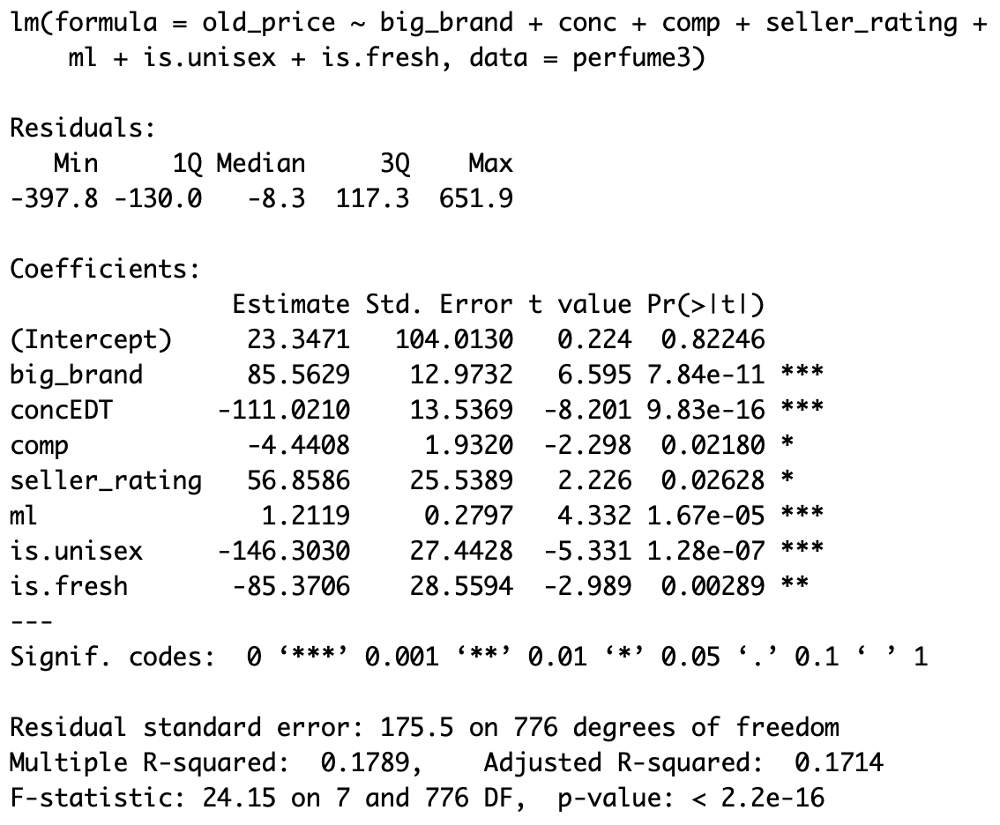 lm(formula = old_price ~ big_brand + conc + comp + seller_rating +
    ml + is.unisex + is.fresh, data = perfume3)

Residuals:
   Min     1Q Median     3Q    Max
-397.8 -130.0   -8.3  117.3  651.9

Coefficients:
               Estimate Std. Error t value Pr(>|t|)
(Intercept)     23.3471   104.0130   0.224  0.82246
big_brand       85.5629    12.9732   6.595 7.84e-11 ***
concEDT       -111.0210    13.5369  -8.201 9.83e-16 ***
comp            -4.4408     1.9320  -2.298  0.02180 *
seller_rating   56.8586    25.5389   2.226  0.02628 *
ml               1.2119     0.2797   4.332 1.67e-05 ***
is.unisex     -146.3030    27.4428  -5.331 1.28e-07 ***
is.fresh       -85.3706    28.5594  -2.989  0.00289 **
---
Signif. codes:  0 ‘***’ 0.001 ‘**’ 0.01 ‘*’ 0.05 ‘.’ 0.1 ‘ ’ 1

Residual standard error: 175.5 on 776 degrees of freedom
Multiple R-squared:  0.1789,    Adjusted R-squared:  0.1714
F-statistic: 24.15 on 7 and 776 DF,  p-value: < 2.2e-16